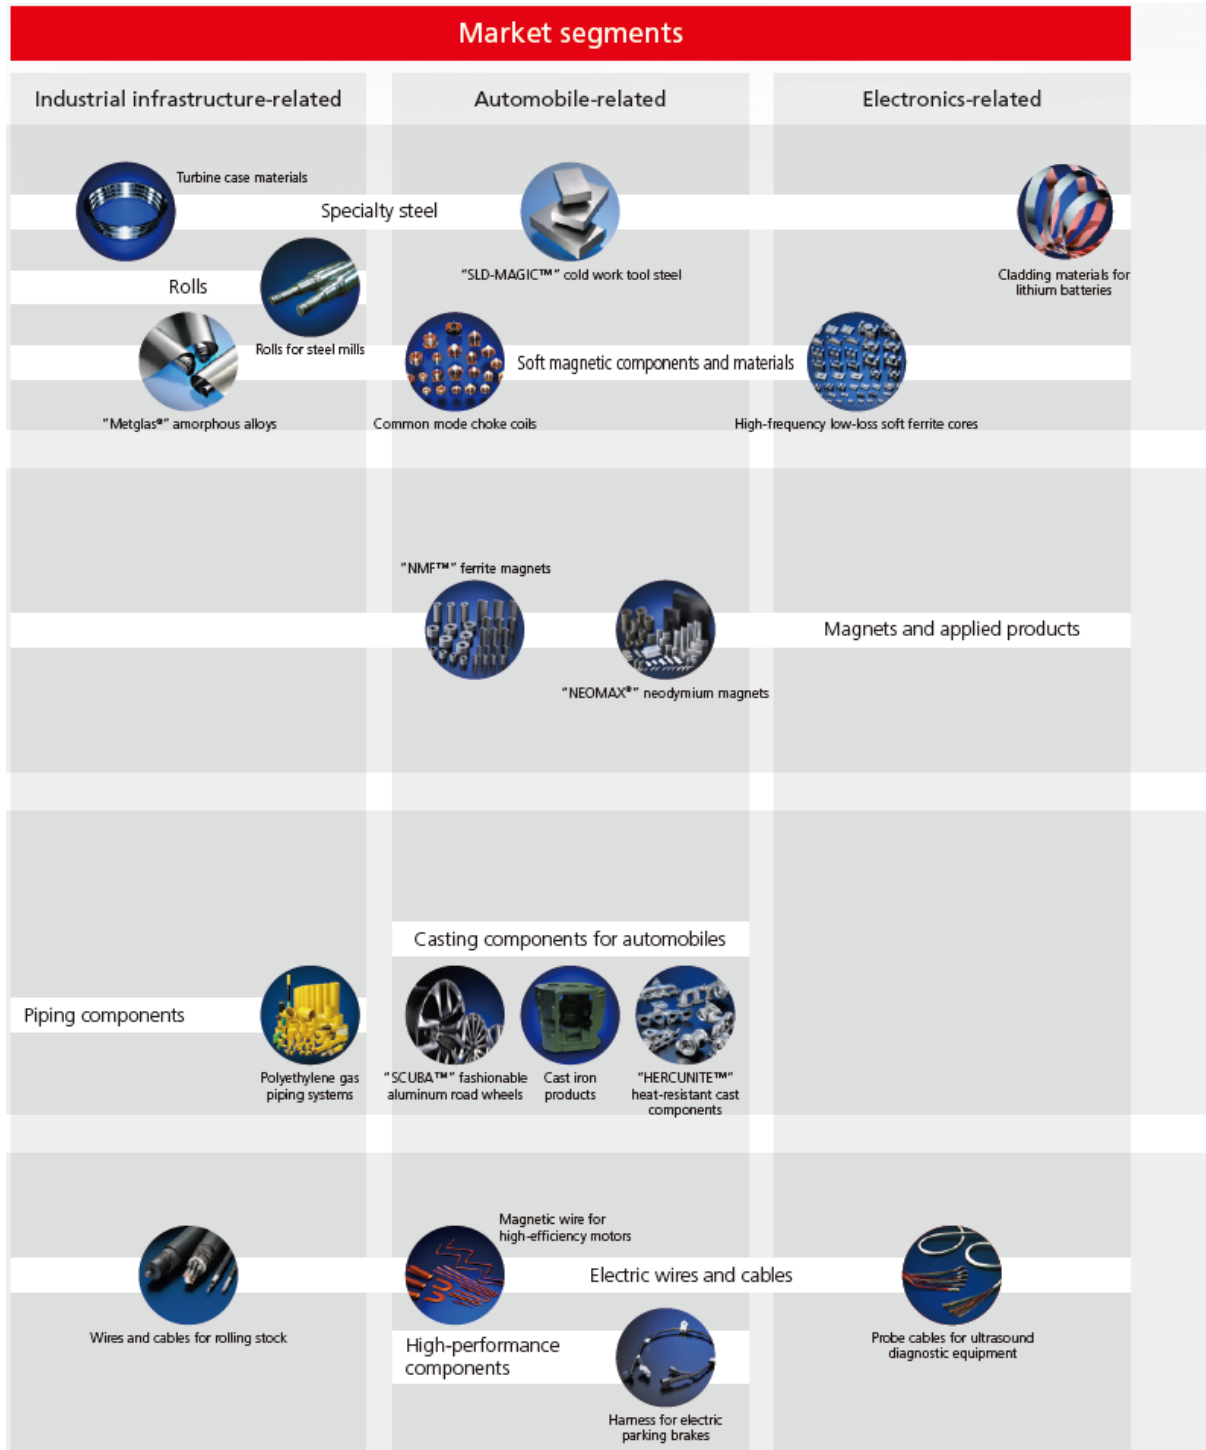 Market segments
Industrial infrastructure-related
Automobile-related
Electronics-related
Turbine case materials
Specialty steel
"SLD-MAGIC™" cold work tool steel
Cladding materials for
lithium batteries
Rolls
Rolls for steel mills
Soft magnetic components and materials
"Metglas®" amorphous alloys
Common mode choke coils
High-frequency low-loss soft ferrite cores
"NMF™" ferrite magnets
Magnets and applied products
"NEOMAX®" neodymium magnets
Casting components for automobiles
Piping components
Polyethylene gas
piping systems
"SCUBA™" fashionable
aluminum road wheels
Cast iron
products
"HERCUNITE™"
heat-resistant cast
components
Magnetic wire for
high-efficiency motors
Electric wires and cables
Wires and cables for rolling stock
Probe cables for ultrasound
diagnostic equipment
High-performance
components
Harness for electric
parking brakes